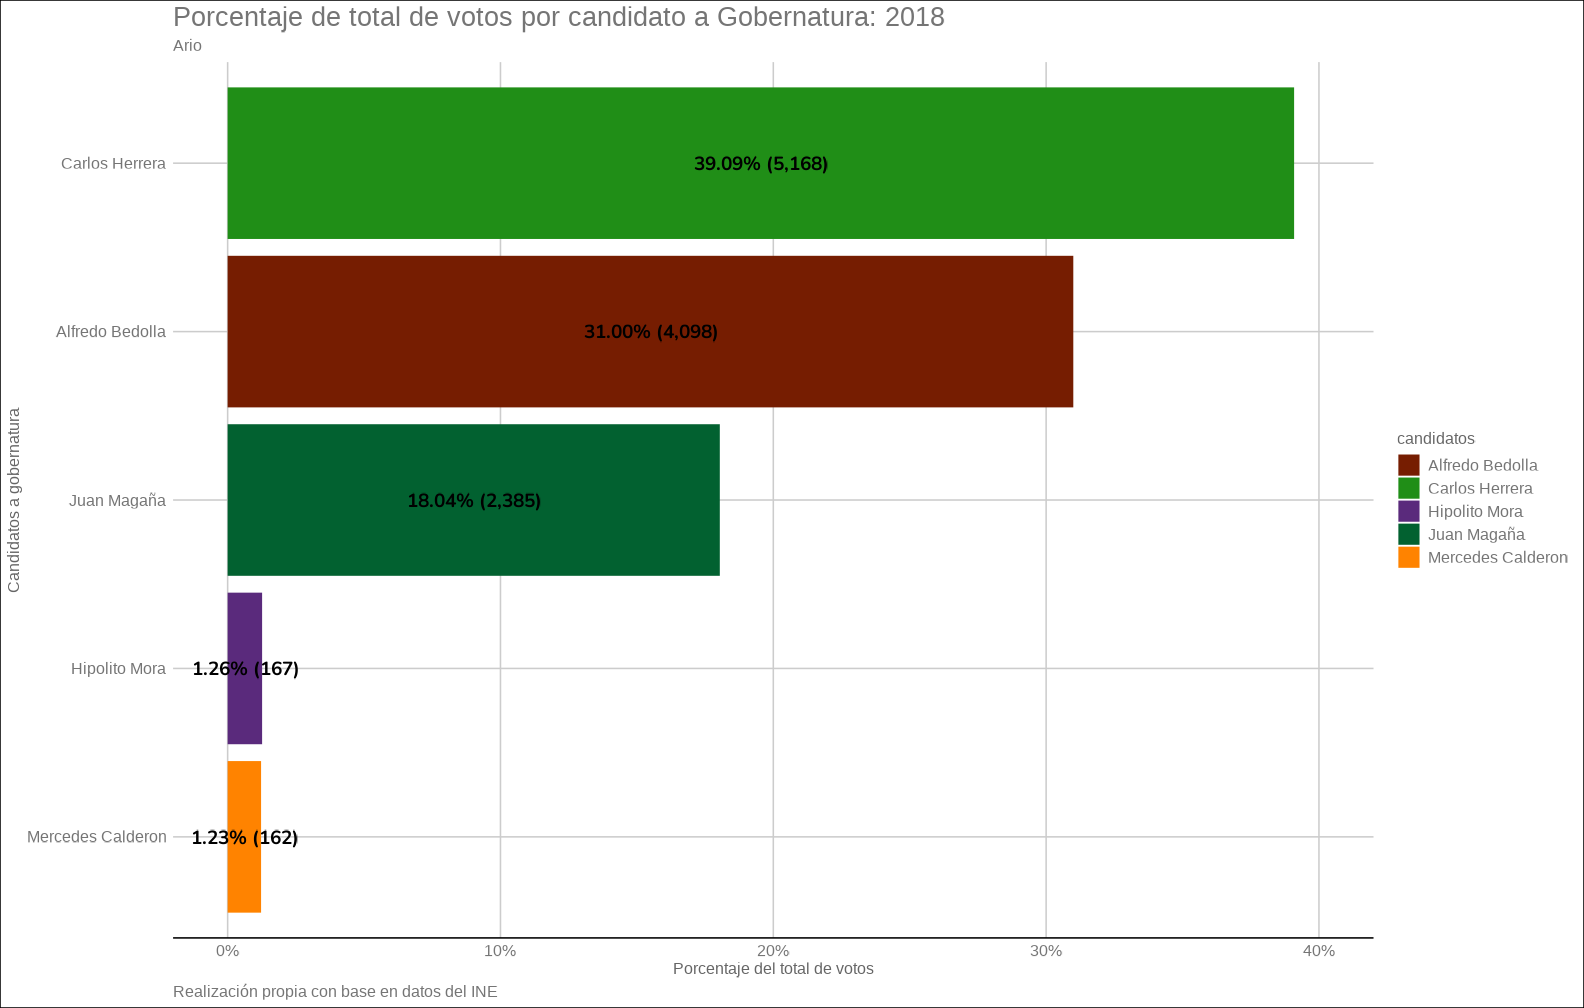 Porcentaje de total de votos por candidato a Gobernatura: 2018
Ario
Candidatos a gobernatura
Carlos Herrera
39.09% (5,168)
Alfredo Bedolla
31.00% (4,098)
Juan Magaña
18.04% (2,385)
Hipolito Mora
1.26% (167)
Mercedes Calderon
1.23% (162)
0% 10% 20% 30% 40%
Porcentaje del total de votos
candidatos
Alfredo Bedolla
Carlos Herrera
Hipolito Mora
Juan Magaña
Mercedes Calderon
Realización propia con base en datos del INE